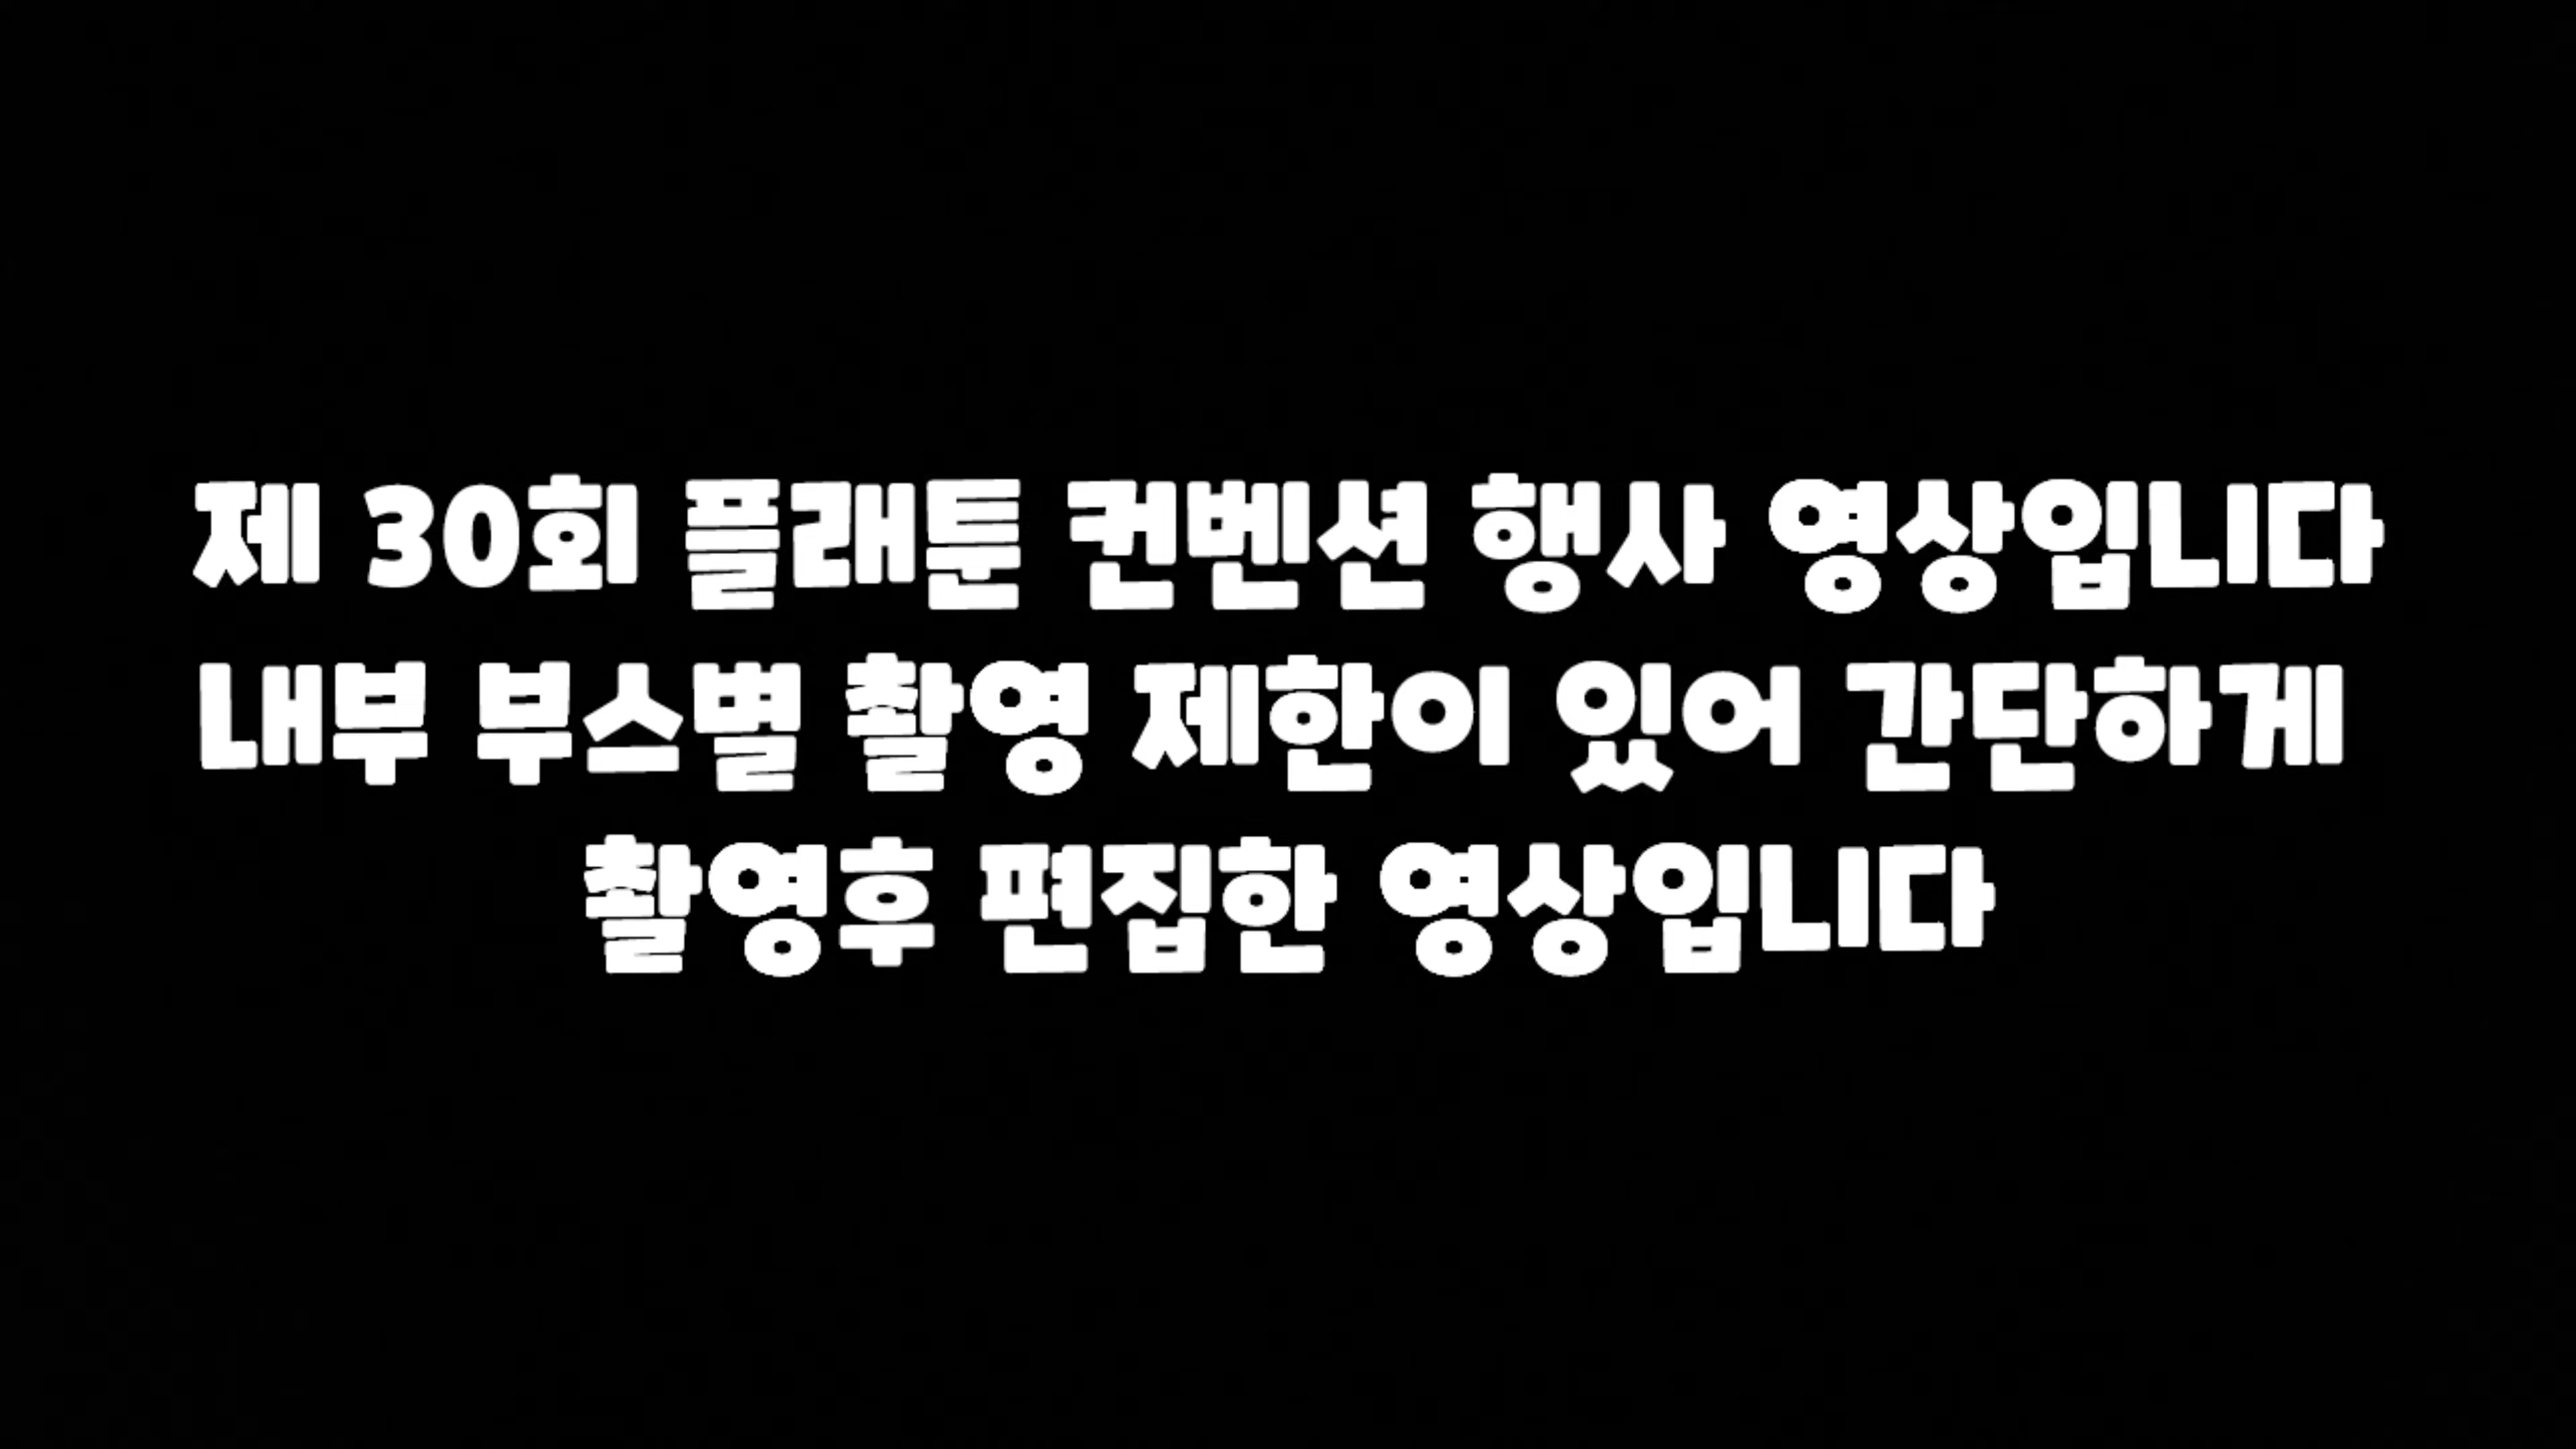 제 30회 플래툰 컨벤션 행사 영상입니다
내부 부스별 촬영 제한이 있어 간단하게
촬영후 편집한 영상입니다